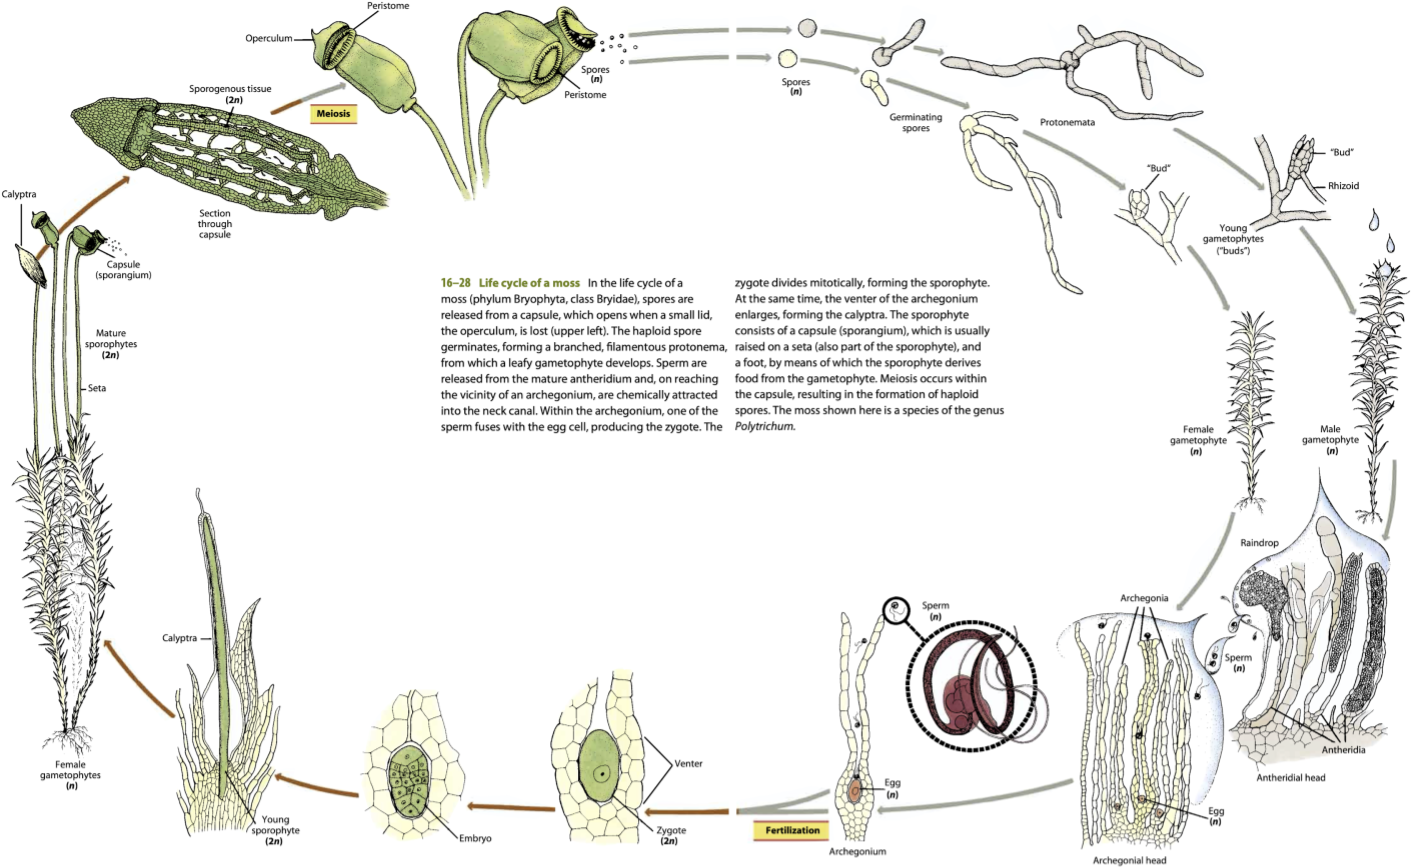 Peristome
Operculum
Sporogenous tissue
(2n)
Meiosis
Spores
(n)
Peristome
Spores
(n)
Germinating
spores
Protonemata
"Bud"
"Bud"
Rhizoid
Young
gametophytes
("buds")
Calyptra
Section
through
capsule
Capsule
(sporangium)
Mature
sporophytes
(2n)
Seta
16–28 Life cycle of a moss In the life cycle of a
moss (phylum Bryophyta, class Bryidae), spores are
released from a capsule, which opens when a small lid,
the operculum, is lost (upper left). The haploid spore
germinates, forming a branched, filamentous protonema,
from which a leafy gametophyte develops. Sperm are
released from the mature antheridium and, on reaching
the vicinity of an archegonium, are chemically attracted
into the neck canal. Within the archegonium, one of the
sperm fuses with the egg cell, producing the zygote. The
zygote divides mitotically, forming the sporophyte.
At the same time, the venter of the archegonium
enlarges, forming the calyptra. The sporophyte
consists of a capsule (sporangium), which is usually
raised on a seta (also part of the sporophyte), and
a foot, by means of which the sporophyte derives
food from the gametophyte. Meiosis occurs within
the capsule, resulting in the formation of haploid
spores. The moss shown here is a species of the genus
Polytrichum.
Female
gametophyte
(n)
Male
gametophyte
(n)
Raindrop
Archegonia
Sperm
(n)
Sperm
(n)
Antheridia
Antheridial head
Egg
(n)
Archegonial head
Egg
(n)
Archegonium
Fertilization
Venter
Zygote
(2n)
Embryo
Calyptra
Young
sporophyte
(2n)
Female
gametophytes
(n)